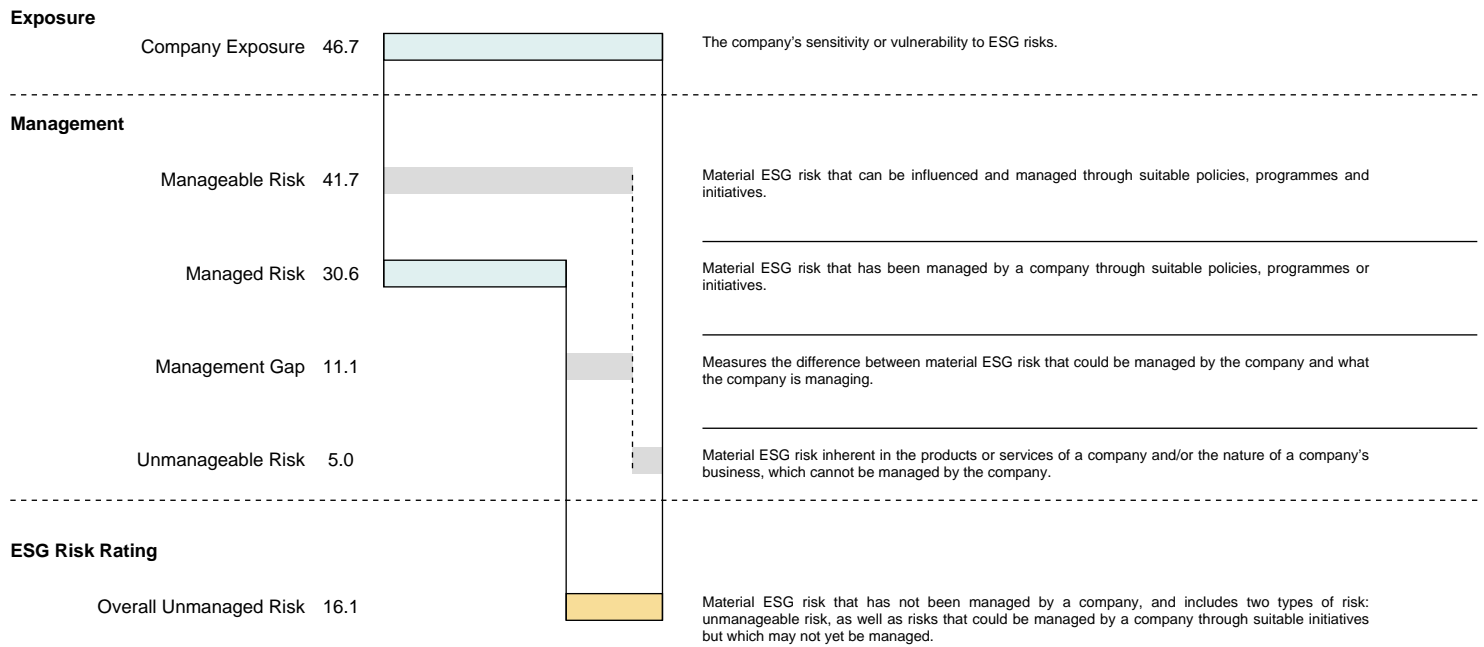 Exposure
Company Exposure 46.7
The company’s sensitivity or vulnerability to ESG risks.
Management
Manageable Risk 41.7
Material ESG risk that can be influenced and managed through suitable policies, programmes and
initiatives.
Managed Risk 30.6
Material ESG risk that has been managed by a company through suitable policies, programmes or
initiatives.
Management Gap 11.1
Measures the difference between material ESG risk that could be managed by the company and what
the company is managing.
Unmanageable Risk 5.0
Material ESG risk inherent in the products or services of a company and/or the nature of a company’s
business, which cannot be managed by the company.
ESG Risk Rating
Overall Unmanaged Risk 16.1
Material ESG risk that has not been managed by a company, and includes two types of risk:
unmanageable risk, as well as risks that could be managed by a company through suitable initiatives
but which may not yet be managed.